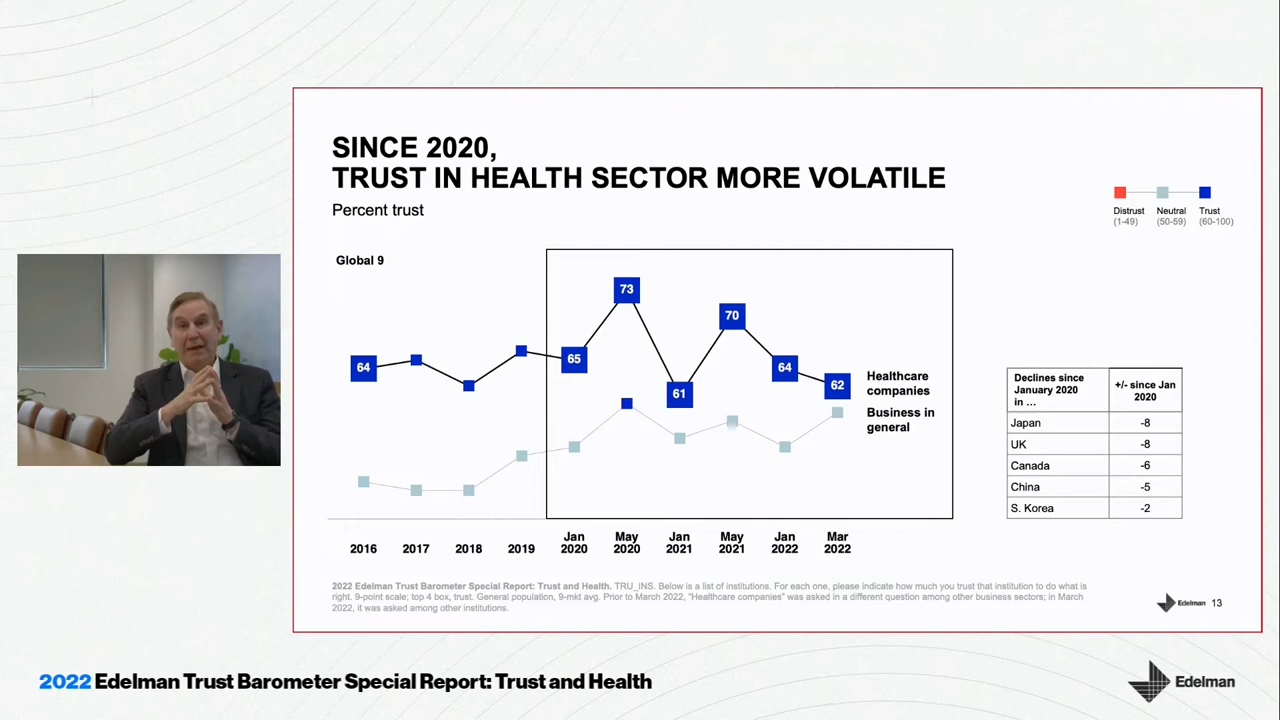 SINCE 2020,
TRUST IN HEALTH SECTOR MORE VOLATILE
Percent trust
Distrust
(1-49)
Neutral
(50-59)
Trust
(60-100)
Global 9
64
65
73
61
70
64
62
Healthcare
companies
Business in
general
2016
2017
2018
2019
Jan
2020
May
2020
Jan
2021
May
2021
Jan
2022
Mar
2022
Declines since
January 2020
in …
+/- since Jan
2020
Japan -8
UK -8
Canada -6
China -5
S. Korea -2
2022 Edelman Trust Barometer Special Report: Trust and Health. TRU_INS. Below is a list of institutions. For each one, please indicate how much you trust that institution to do what is
right. 9-point scale; top 4 box, trust. General population, 9-mkt avg. Prior to March 2022, "Healthcare companies" was asked in a different question among other business sectors; in March
2022, it was asked among other institutions.
Edelman 13
2022 Edelman Trust Barometer Special Report: Trust and Health
Edelman